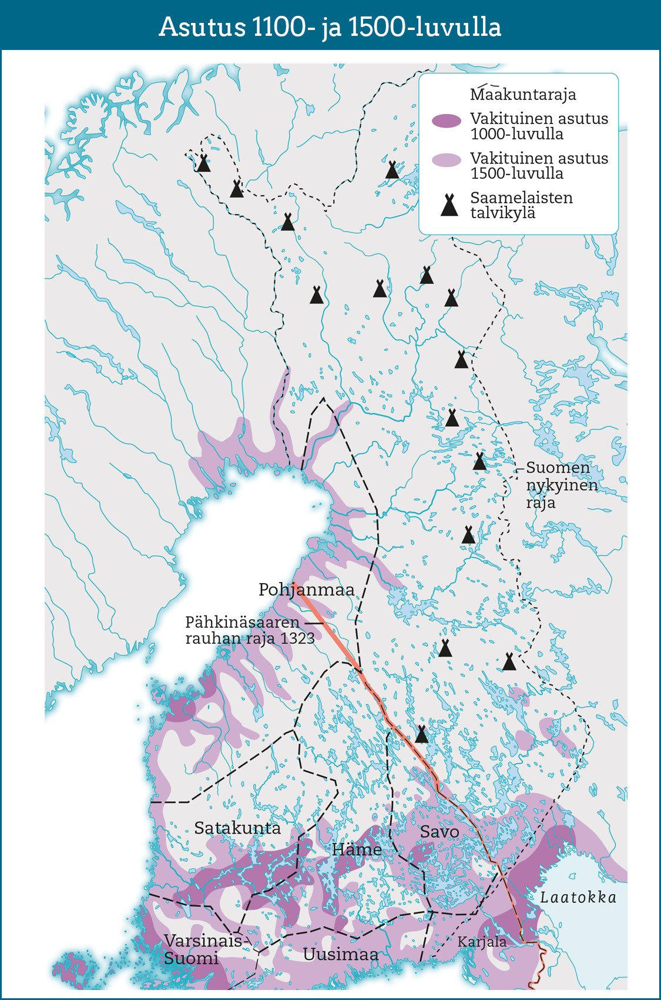 Asutus 1100- ja 1500-luvulla
Maakuntaraja
Vakituinen asutus
1000-luvulla
Vakituinen asutus
1500-luvulla
Saamelaisten
talvikylä
Suomen
nykyinen
raja
Pohjanmaa
Pähkinäsaaren
rauhan raja 1323
Satakunta
Savo
Häme
Laatokka
Varsinais-
Suomi
Uusimaa
Karjala